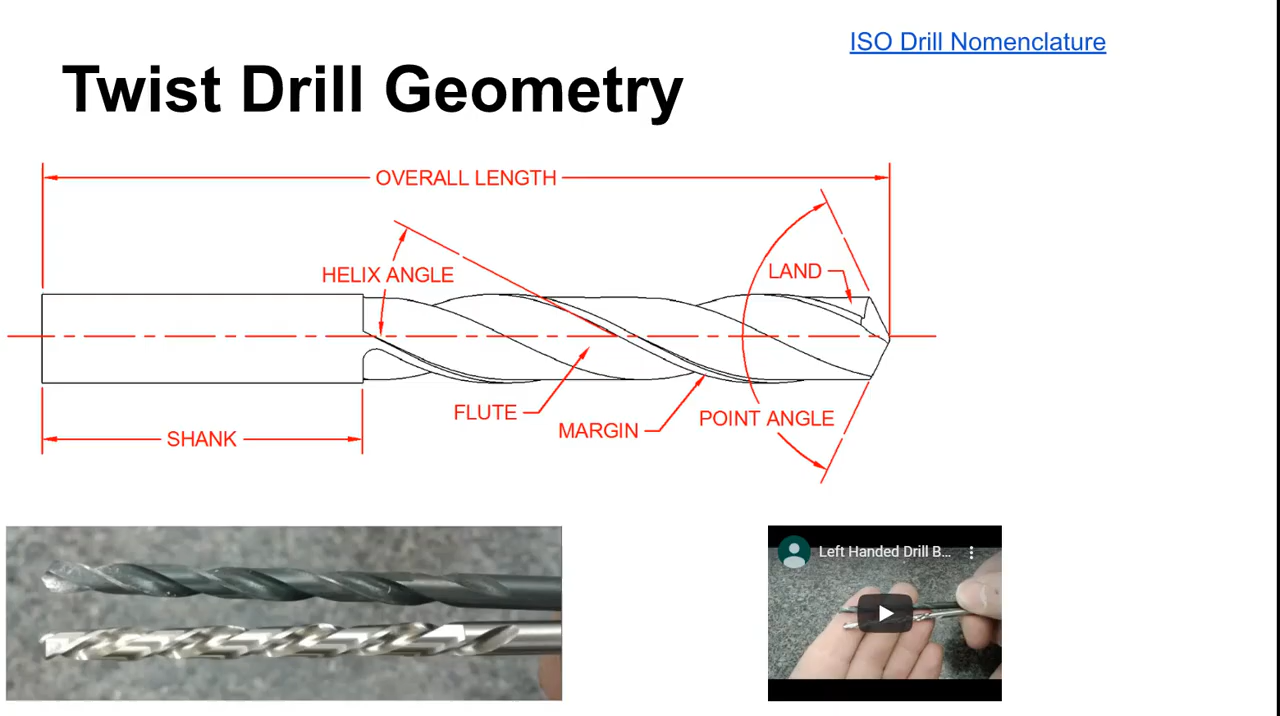 ISO Drill Nomenclature
Twist Drill Geometry
OVERALL LENGTH
HELIX ANGLE
LAND
FLUTE
MARGIN
POINT ANGLE
SHANK
Left Handed Drill B...